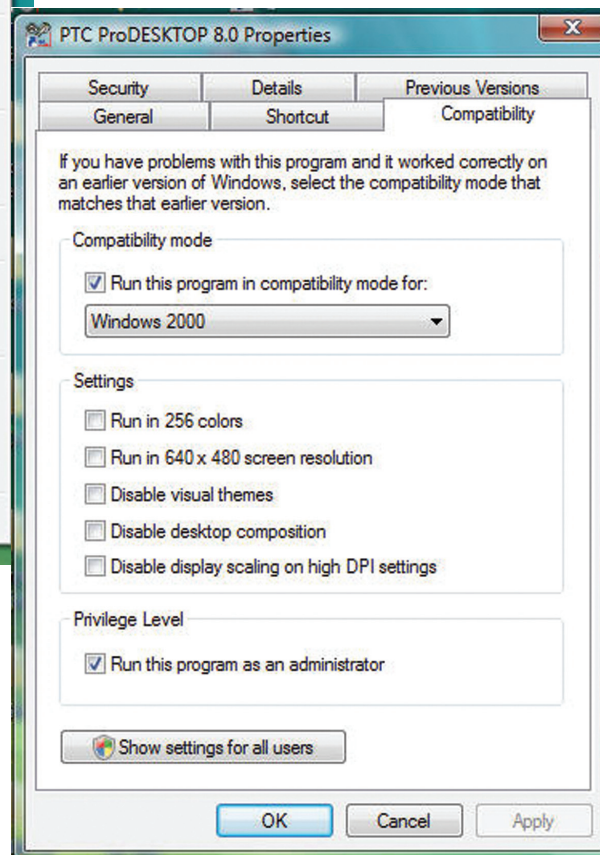 PTC ProDESKTOP 8.0 Properties
Security Details Previous Versions
General Shortcut Compatibility
If you have problems with this program and it worked correctly on
an earlier version of Windows, select the compatibility mode that
matches that earlier version.
Compatibility mode
Run this program in compatibility mode for:
Windows 2000
Settings
Run in 256 colors
Run in 640 x 480 screen resolution
Disable visual themes
Disable desktop composition
Disable display scaling on high DPI settings
Privilege Level
Run this program as an administrator
Show settings for all users
OK Cancel Apply